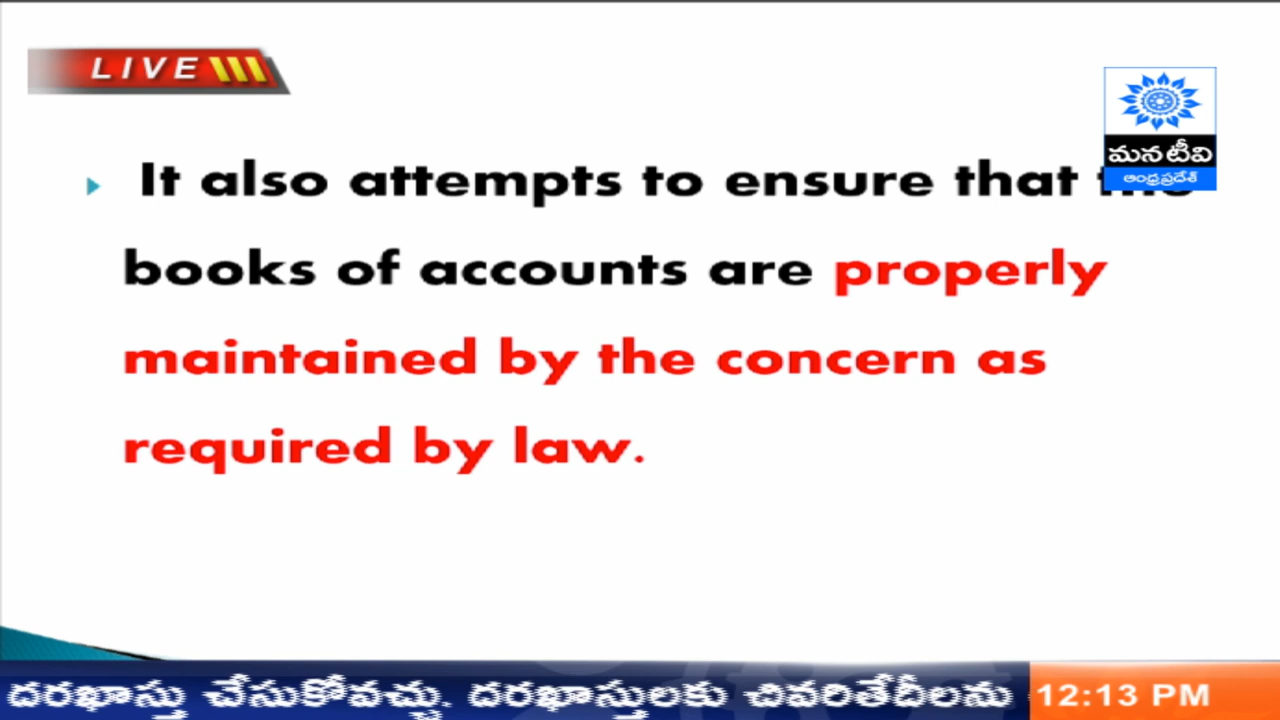 LIVE
మన టీవి
ఆంధ్రప్రదేశ్
It also attempts to ensure that
books of accounts are properly
maintained by the concern as
required by law.
దరఖాస్తు చేసుకోవచ్చు. దరఖాస్తులకు చివరితేదీలను
12:13 PM